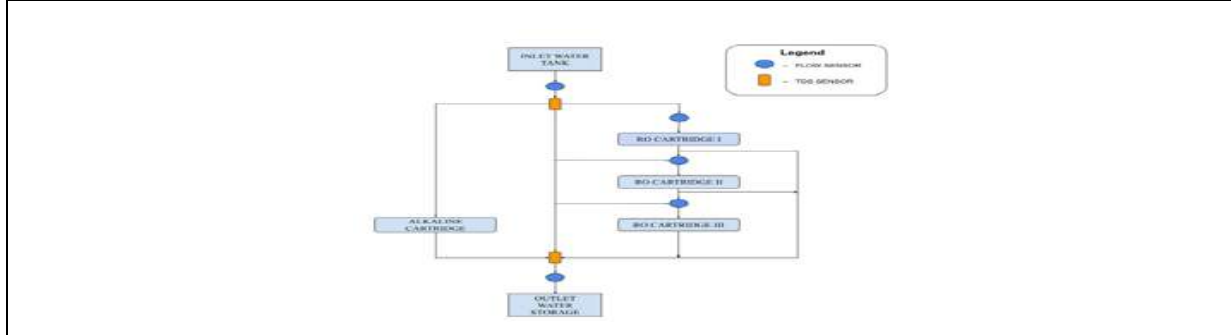 INLET WATER
TANK
Legend
– FLOW SENSOR
– TDS SENSOR
RO CARTRIDGE I
RO CARTRIDGE II
RO CARTRIDGE III
ALKALINE
CARTRIDGE
OUTLET
WATER
STORAGE